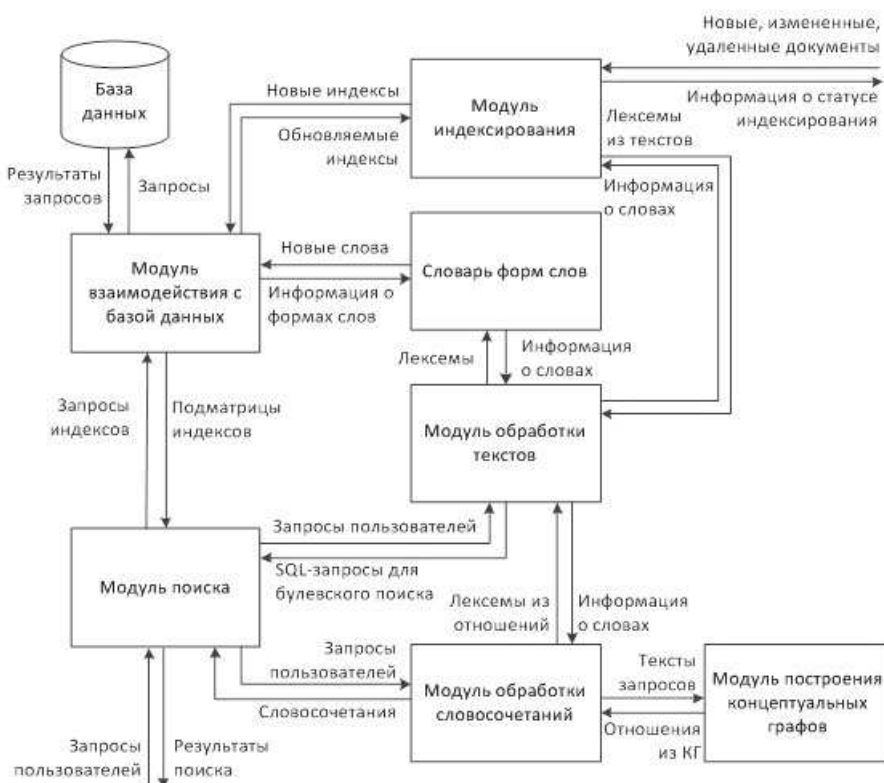 Новые, измененные,
удаленные документы
База
данных
Новые индексы
Модуль
индексирования
Информация о статусе
индексирования
Обновляемые
индексы
Лексемы
из текстов
Результаты
запросов
Запросы
Информация
о словах
Модуль
взаимодействия с
базой данных
Новые слова
Информация о
формах слов
Словарь форм слов
Лексемы
Информация
о словах
Запросы
индексов
Подматрицы
индексов
Модуль обработки
текстов
Запросы пользователей
SQL-запросы для
булевского поиска
Модуль поиска
Лексемы из
отношений
Информация
о словах
Запросы
пользователей
Словосочетания
Модуль обработки
словосочетаний
Тексты
запросов
Отношения
из КГ
Модуль построения
концептуальных
графов
Запросы
пользователей
Результаты
поиска